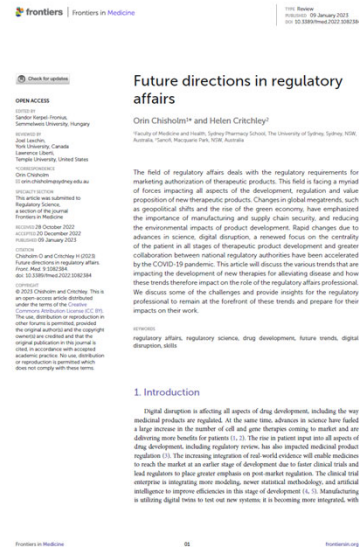 frontiers | Frontiers in Medicine
TYPE Review
PUBLISHED 09 January 2023
DOI 10.3389/fmed.2022.1082384
Check for updates
OPEN ACCESS
EDITED BY
Sandor Kerpel-Fronius,
Semmelweis University, Hungary
REVIEWED BY
Joel Lexchin,
York University, Canada
Lawrence Liberti,
Temple University, United States
*CORRESPONDENCE
Orin Chisholm
orin.chisholm@sydney.edu.au
SPECIALTY SECTION
This article was submitted to
Regulatory Science,
a section of the journal
Frontiers in Medicine
RECEIVED 28 October 2022
ACCEPTED 20 December 2022
PUBLISHED 09 January 2023
CITATION
Chisholm O and Critchley H (2023)
Future directions in regulatory affairs.
Front. Med. 9:1082384.
doi: 10.3389/fmed.2022.1082384
COPYRIGHT
© 2023 Chisholm and Critchley. This is
an open-access article distributed
under the terms of the Creative
Commons Attribution License (CC BY).
The use, distribution or reproduction in
other forums is permitted, provided
the original author(s) and the copyright
owner(s) are credited and that the
original publication in this journal is
cited, in accordance with accepted
academic practice. No use, distribution
or reproduction is permitted which
does not comply with these terms.
Future directions in regulatory
affairs
Orin Chisholm¹* and Helen Critchley²
¹Faculty of Medicine and Health, Sydney Pharmacy School, The University of Sydney, Sydney, NSW,
Australia, ²Sanofi, Macquarie Park, NSW, Australia
The field of regulatory affairs deals with the regulatory requirements for
marketing authorization of therapeutic products. This field is facing a myriad
of forces impacting all aspects of the development, regulation and value
proposition of new therapeutic products. Changes in global megatrends, such
as geopolitical shifts and the rise of the green economy, have emphasized
the importance of manufacturing and supply chain security, and reducing
the environmental impacts of product development. Rapid changes due to
advances in science, digital disruption, a renewed focus on the centrality
of the patient in all stages of therapeutic product development and greater
collaboration between national regulatory authorities have been accelerated
by the COVID-19 pandemic. This article will discuss the various trends that are
impacting the development of new therapies for alleviating disease and how
these trends therefore impact on the role of the regulatory affairs professional.
We discuss some of the challenges and provide insights for the regulatory
professional to remain at the forefront of these trends and prepare for their
impacts on their work.
KEYWORDS
regulatory affairs, regulatory science, drug development, future trends, digital
disruption, skills
1. Introduction
Digital disruption is affecting all aspects of drug development, including the way
medicinal products are regulated. At the same time, advances in science have fueled
a large increase in the number of cell and gene therapies coming to market and are
delivering more benefits for patients (1, 2). The rise in patient input into all aspects of
drug development, including regulatory review, has also impacted medicinal product
regulation (3). The increasing integration of real-world evidence will enable medicines
to reach the market at an earlier stage of development due to faster clinical trials and
lead regulators to place greater emphasis on post-market regulation. The clinical trial
enterprise is integrating more modeling, newer statistical methodology, and artificial
intelligence to improve efficiencies in this stage of development (4, 5). Manufacturing
is utilizing digital twins to test out new systems; it is becoming more integrated, with
Frontiers in Medicine
01
frontiersin.org